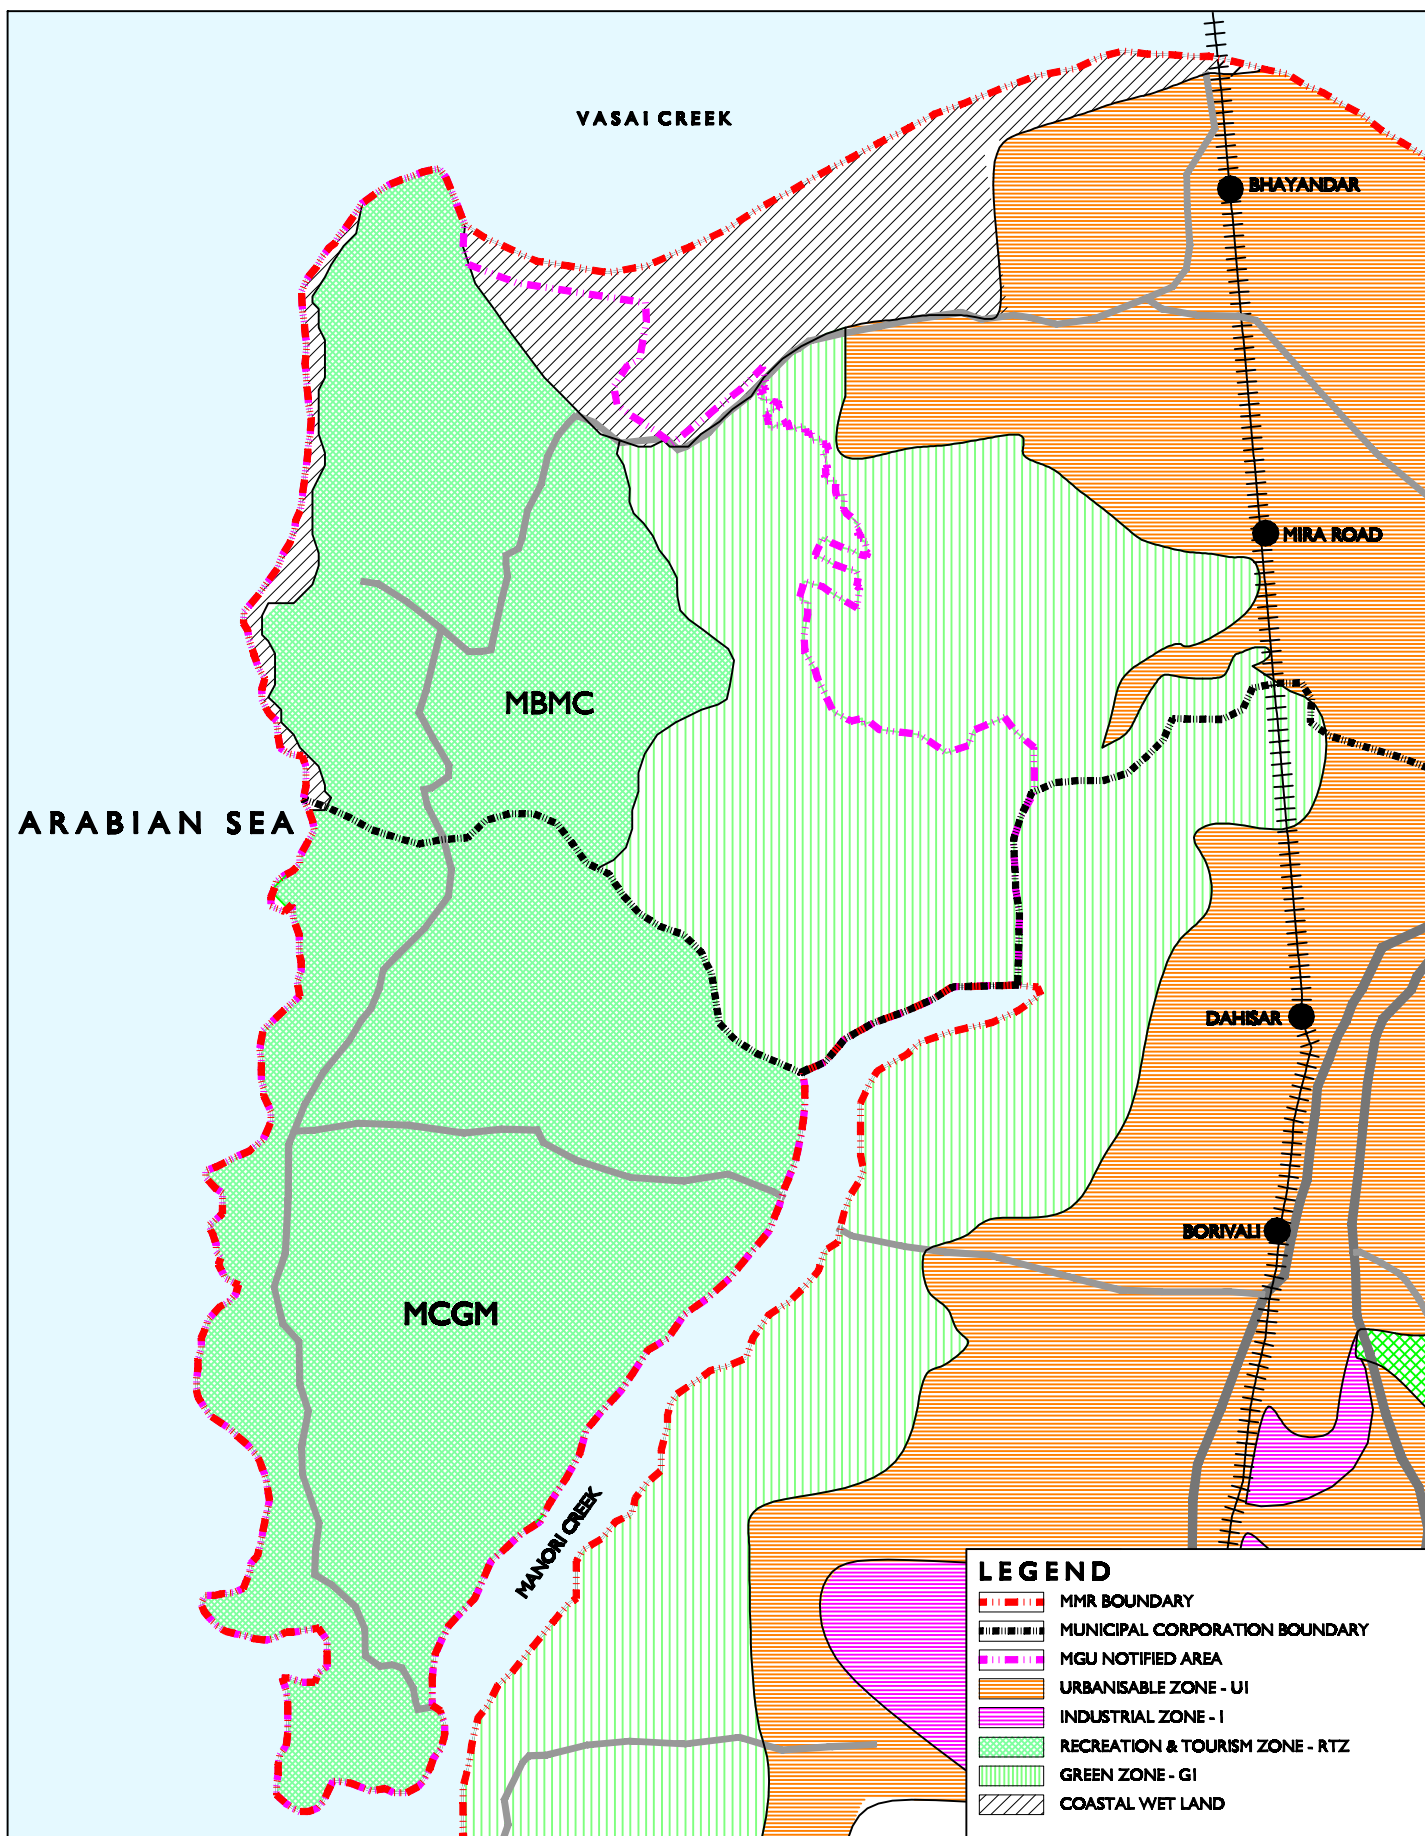 VASAI CREEK
BHAYANDAR
MIRA ROAD
MBMC
ARABIAN SEA
DAHISAR
BORIVALI
MCGM
MANORI CREEK
LEGEND
MMR BOUNDARY
MUNICIPAL CORPORATION BOUNDARY
MGU NOTIFIED AREA
URBANISABLE ZONE - U1
INDUSTRIAL ZONE - I
RECREATION & TOURISM ZONE - RTZ
GREEN ZONE - G1
COASTAL WET LAND